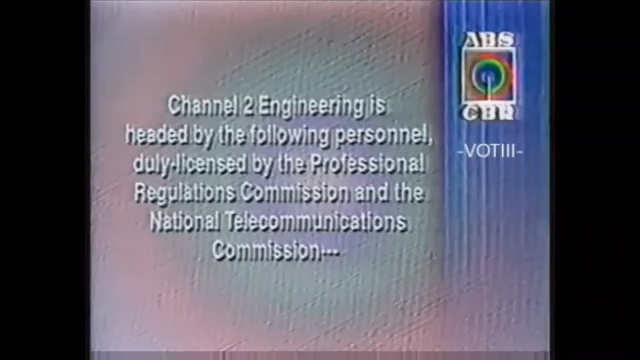 Channel 2 Engineering is
headed by the following personnel,
duly-licensed by the Professional
Regulations Commission and the
National Telecommunications
Commission---
ABS
CBN
-VOTIII-